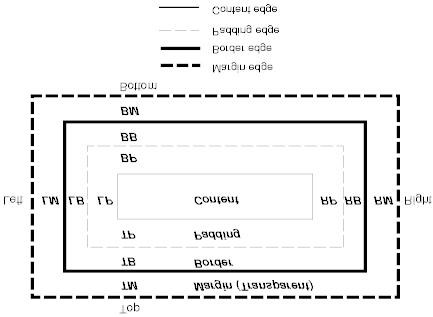 Content edge
Padding edge
Border edge
Margin edge
Bottom
BM
BB
BP
Left LM LB LP Content RP RB RM Right
TP Padding
TB Border
TM Margin (Transparent)
Top